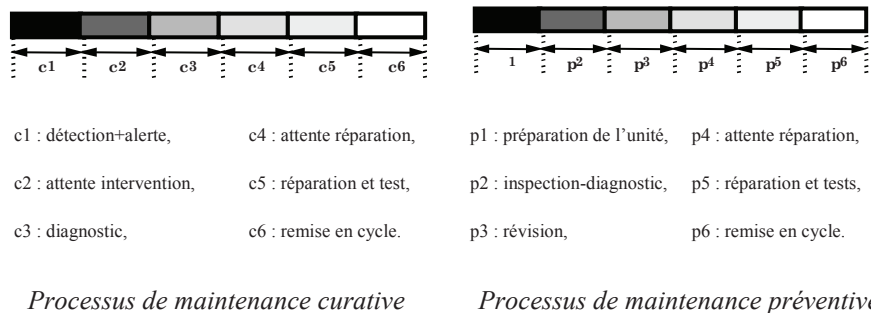 c1 c2 c3 c4 c5 c6
1 p2 p3 p4 p5 p6
c1 : détection+alerte, c4 : attente réparation,
c2 : attente intervention, c5 : réparation et test,
c3 : diagnostic, c6 : remise en cycle.
p1 : préparation de l’unité, p4 : attente réparation,
p2 : inspection-diagnostic, p5 : réparation et tests,
p3 : révision, p6 : remise en cycle.
Processus de maintenance curative
Processus de maintenance préventive